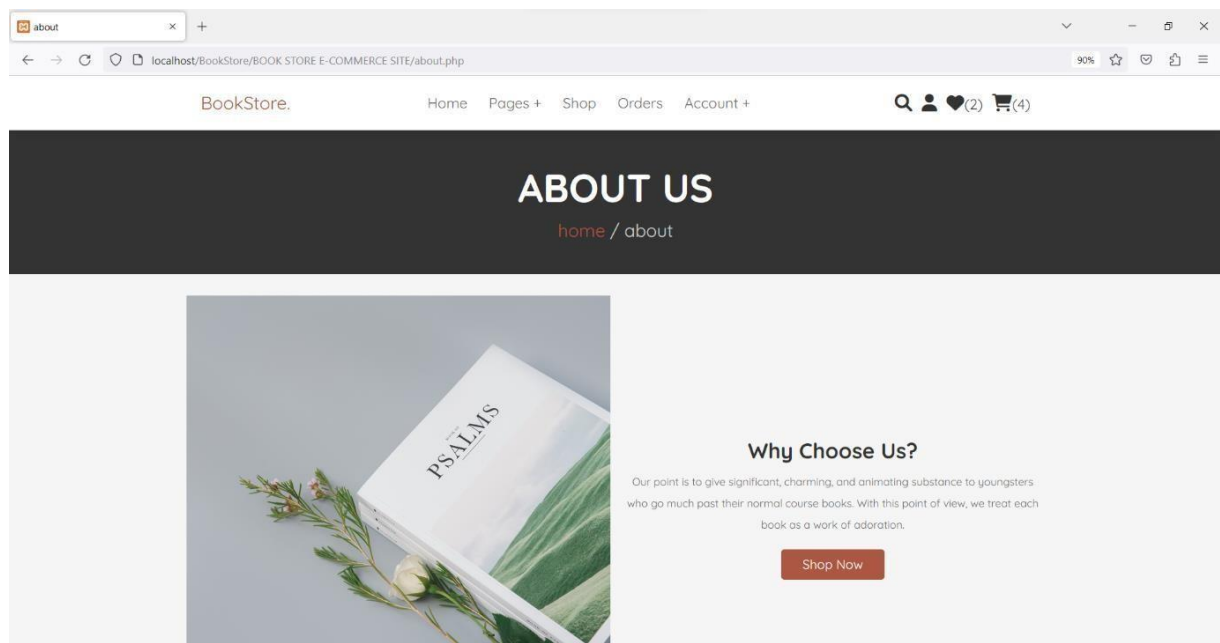 about
localhost/BookStore/BOOK STORE E-COMMERCE SITE/about.php
90%
BookStore.
Home Pages + Shop Orders Account +
(2) (4)
ABOUT US
home / about
PSALMS
Why Choose Us?
Our point is to give significant, charming, and animating substance to youngsters
who go much past their normal course books. With this point of view, we treat each
book as a work of adoration.
Shop Now